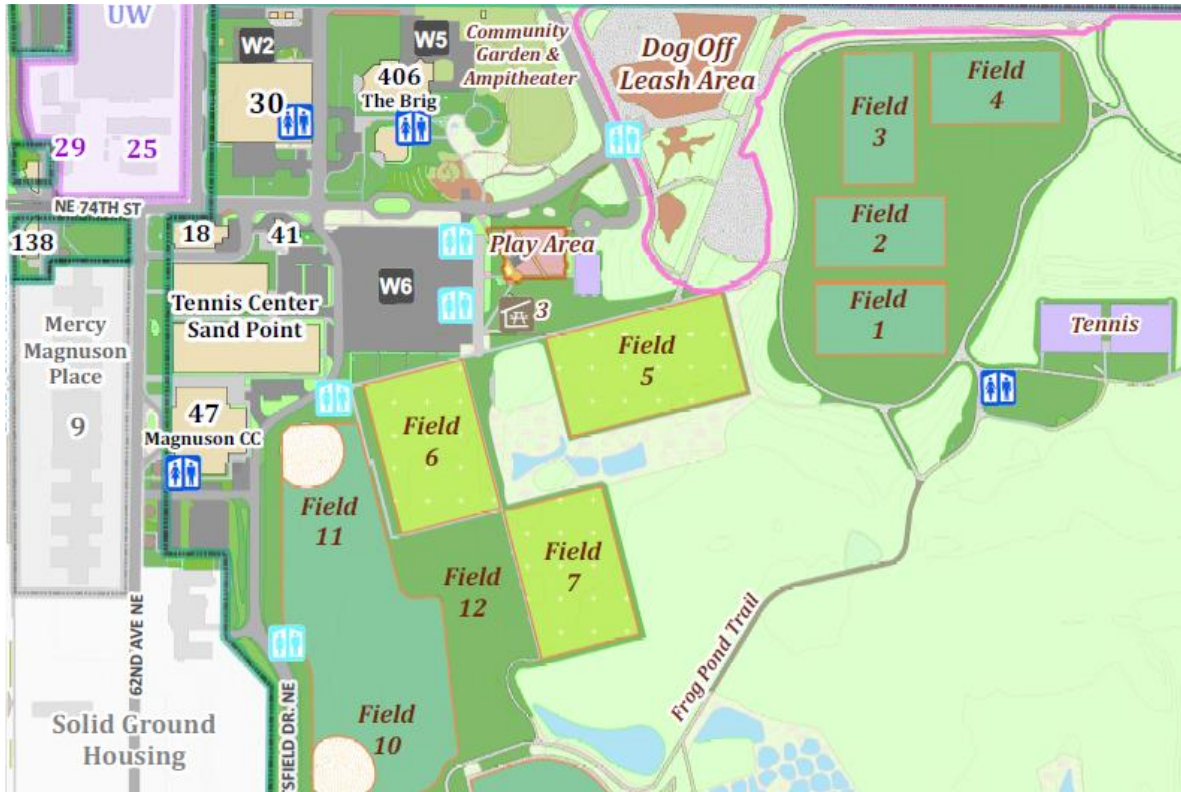 UW
W2
W5
Community
Garden &
Ampitheater
Dog Off
Leash Area
Field
4
Field
3
30
406
The Brig
29
25
NE 74TH ST
138
18
41
Play Area
Field
2
W6
3
Tennis Center
Sand Point
Field
1
Tennis
Mercy
Magnuson
Place
9
Field
5
47
Magnuson CC
Field
6
Field
11
Field
7
Field
12
62ND AVE NE
Frog Pond Trail
Solid Ground
Housing
Field
10
SFIELD DR. NE